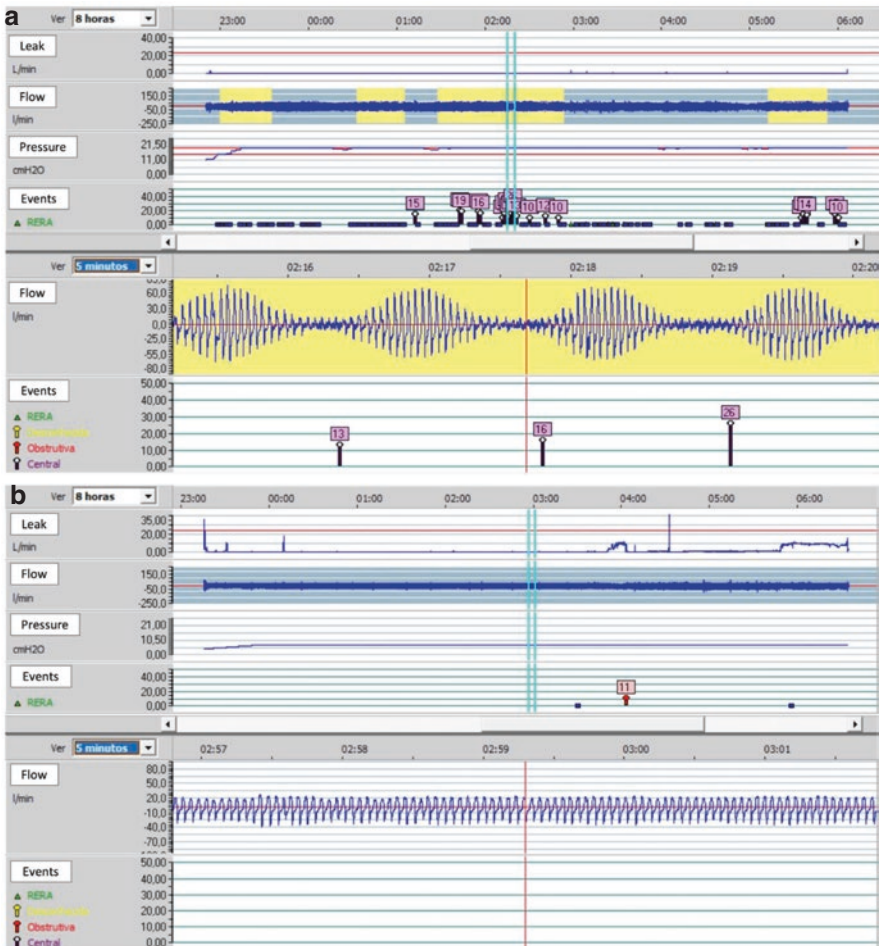 a
Ver 8 horas 23:00 00:00 01:00 02:00 03:00 04:00 05:00 06:00
Leak 40,00
20,00
L/min 0,00
Flow 150,0
-50,0
l/min -250,0
Pressure 21,50
11,00
cmH2O 0,00
Events 40,00
20,00
RERA 0,00
15 19 16 10 10 14 10
Ver 5 minutos 02:16 02:17 02:18 02:19 02:20
Flow 60,0
30,0
l/min 0,0
-25,0
-55,0
-80,0
Events 50,00
40,00
RERA 30,00
20,00
Obstrutiva 10,00
Central 0,00
13 16 26
b
Ver 8 horas 23:00 00:00 01:00 02:00 03:00 04:00 05:00 06:00
Leak 35,00
20,00
L/min 0,00
Flow 150,0
-50,0
l/min -250,0
Pressure 21,00
10,50
cmH2O 0,00
Events 40,00
20,00
RERA 0,00
11
Ver 5 minutos 02:57 02:58 02:59 03:00 03:01
Flow 80,0
50,0
l/min 20,0
-10,0
-40,0
-70,0
Events 50,00
40,00
RERA 30,00
20,00
Obstrutiva 10,00
Central 0,00